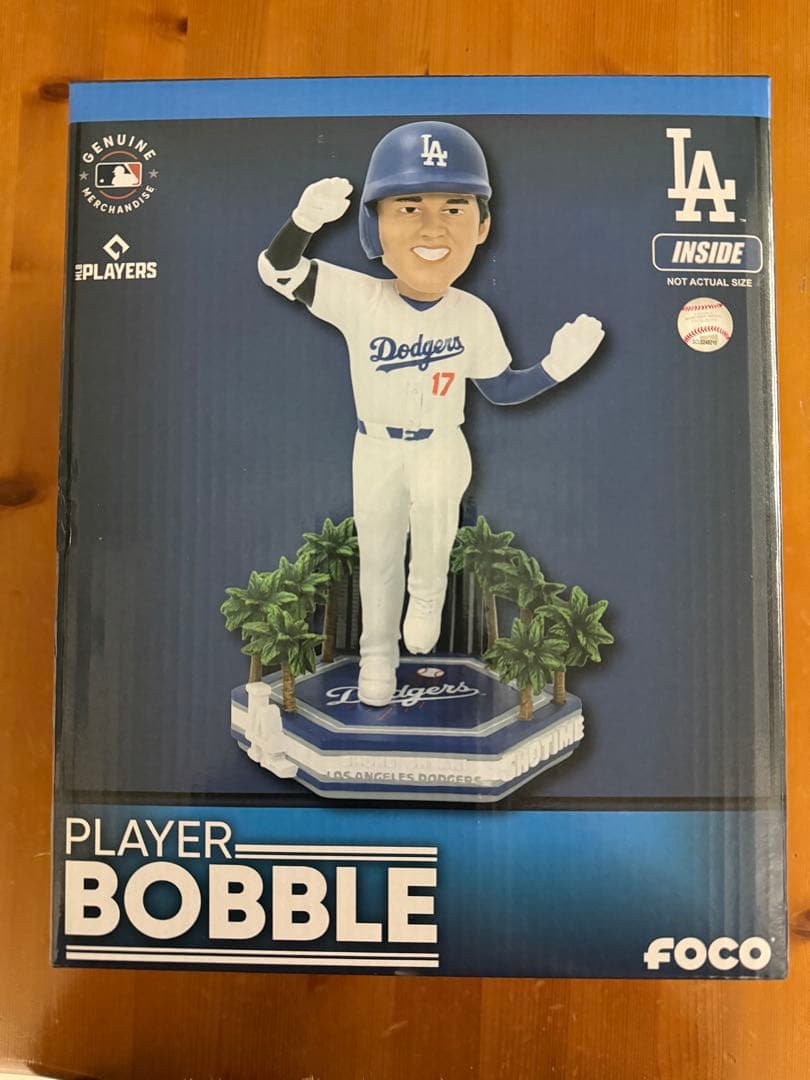 GENUINE
MERCHANDISE
MLB PLAYERS
LA
LA
INSIDE
NOT ACTUAL SIZE
Dodgers
17
Dodgers
SHOTIME
LOS ANGELES DODGERS
PLAYER
BOBBLE
FOCO